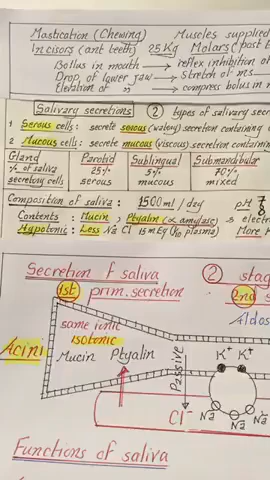 Mastication (Chewing) Muscles supplied
Incisors (ant teeth) 25 Kg Molars (post t
Bollus in mouth → reflex inhibition of
Drop of lower jaw → stretch of ms
Elevation of " → compress bolus in m
Salivary secretions ② types of salivary secr
1 Serous cells: secrete serous (watery) secretion containing
2 Mucous cells: secrete mucous (viscous) secretion containin
Gland Parotid Sublingual Submandibular
% of saliva 25% 5% 70%
secretory cells serous mucous mixed
Composition of saliva: 1500 ml / day pH 7
8
Contents: Mucin, Ptyalin (α amylase) & electr
Hypotonic: Less Na Cl 15 mEq (1/10 plasma) More K
Secretion of saliva ② stag
1st prim. secretion 2nd
same ionic Aldos
isotonic
Acini Mucin Ptyalin Passive K+ K+
Cl- Na Na Na
Functions of saliva